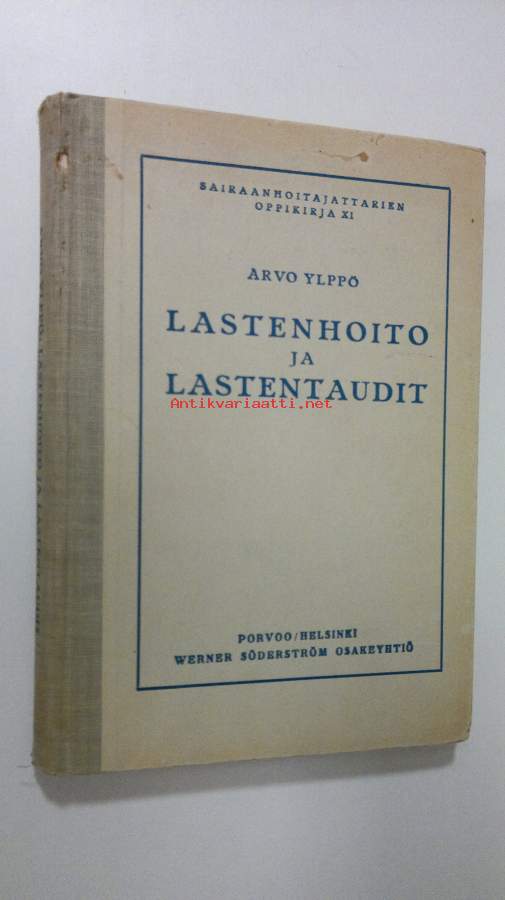 SAIRAANHOITAJATTARIEN
OPPIKIRJA XI
ARVO YLPPÖ
LASTENHOITO
JA
LASTENTAUDIT
Antikvariaatti.net
PORVOO/HELSINKI
WERNER SÖDERSTRÖM OSAKEYHTIÖ